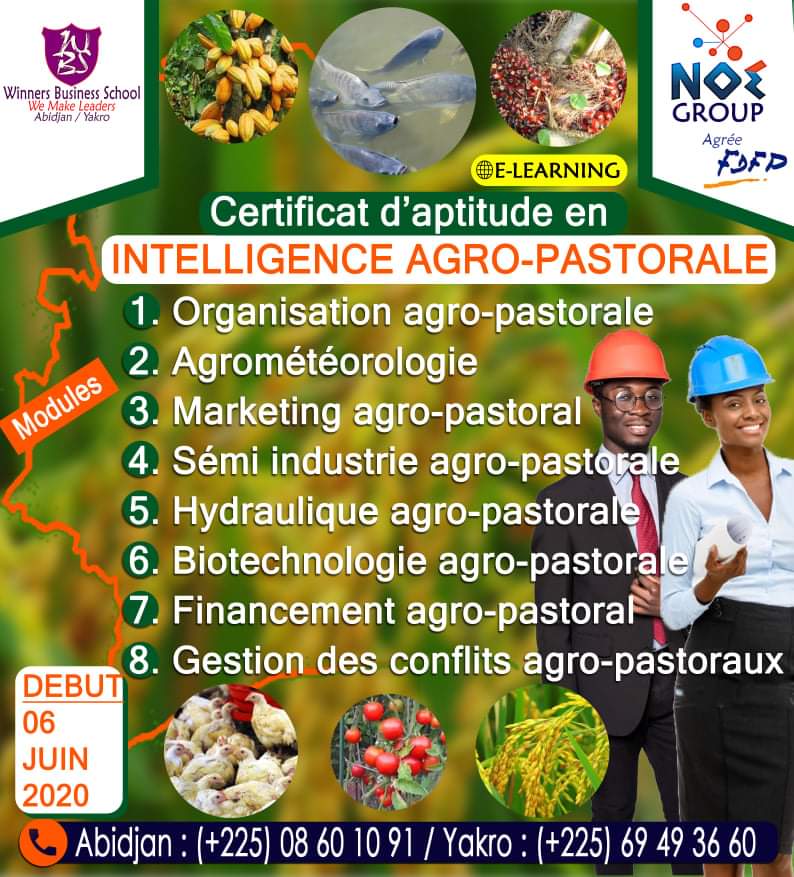 WBS
Winners Business School
We Make Leaders
Abidjan / Yakro
ΝΟέ
GROUP
Agrée
FDFP
E-LEARNING
Certificat d'aptitude en
INTELLIGENCE AGRO-PASTORALE
Modules
1. Organisation agro-pastorale
2. Agrométéorologie
3. Marketing agro-pastoral
4. Sémi industrie agro-pastorale
5. Hydraulique agro-pastorale
6. Biotechnologie agro-pastorale
7. Financement agro-pastoral
8. Gestion des conflits agro-pastoraux
DEBUT
06
JUIN
2020
Abidjan : (+225) 08 60 10 91 / Yakro : (+225) 69 49 36 60